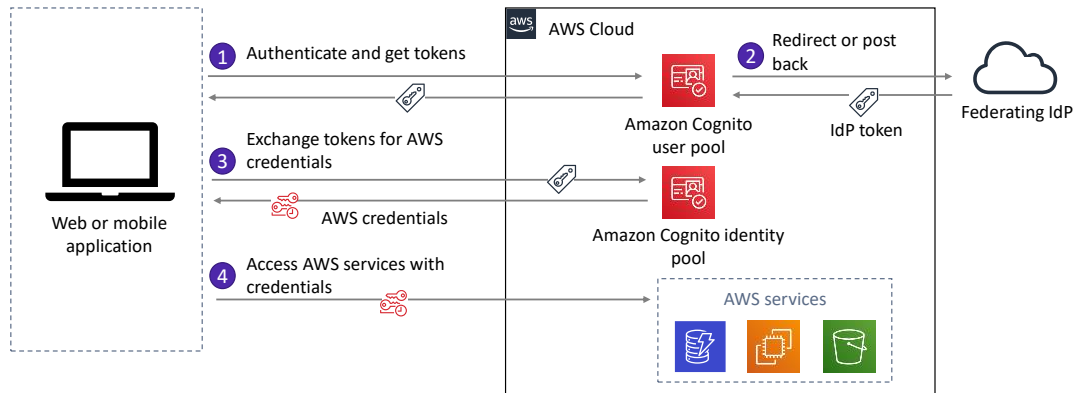 aws
AWS Cloud
1
Authenticate and get tokens
2
Redirect or post
back
Federating IdP
IdP token
Amazon Cognito
user pool
3
Exchange tokens for AWS
credentials
AWS credentials
Amazon Cognito identity
pool
Web or mobile
application
4
Access AWS services with
credentials
AWS services